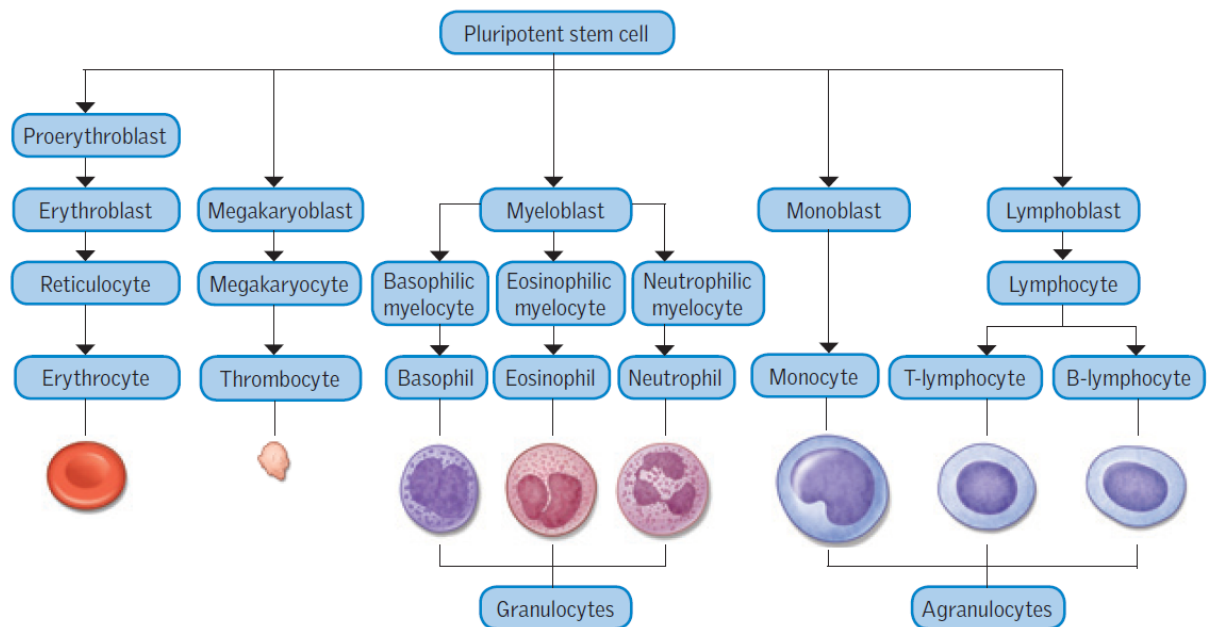 Pluripotent stem cell
Proerythroblast
Erythroblast
Megakaryoblast
Myeloblast
Monoblast
Lymphoblast
Reticulocyte
Megakaryocyte
Basophilic
myelocyte
Eosinophilic
myelocyte
Neutrophilic
myelocyte
Lymphocyte
Erythrocyte
Thrombocyte
Basophil
Eosinophil
Neutrophil
Monocyte
T-lymphocyte
B-lymphocyte
Granulocytes
Agranulocytes